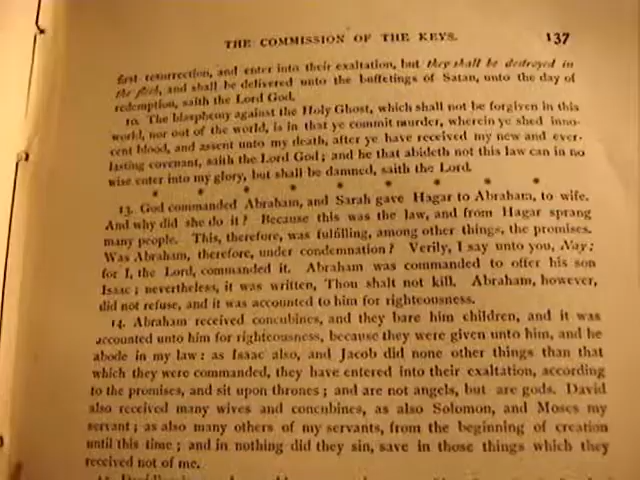 THE COMMISSION OF THE KEYS. 137
first resurrection, and enter into their exaltation, but they shall be destroyed in
the flesh, and shall be delivered unto the buffetings of Satan, unto the day of
redemption, saith the Lord God.
10. The blasphemy against the Holy Ghost, which shall not be forgiven in this
world, nor out of the world, is in that ye commit murder, wherein ye shed inno-
cent blood, and assent unto my death, after ye have received my new and ever-
lasting covenant, saith the Lord God; and he that abideth not this law can in no
wise enter into my glory, but shall be damned, saith the Lord.
* * * * * * * * *
13. God commanded Abraham, and Sarah gave Hagar to Abraham, to wife.
And why did she do it? Because this was the law, and from Hagar sprang
many people. This, therefore, was fulfilling, among other things, the promises.
Was Abraham, therefore, under condemnation? Verily, I say unto you, Nay;
for I, the Lord, commanded it. Abraham was commanded to offer his son
Isaac; nevertheless, it was written, Thou shalt not kill. Abraham, however,
did not refuse, and it was accounted to him for righteousness.
14. Abraham received concubines, and they bare him children, and it was
accounted unto him for righteousness, because they were given unto him, and he
abode in my law: as Isaac also, and Jacob did none other things than that
which they were commanded, they have entered into their exaltation, according
to the promises, and sit upon thrones; and are not angels, but are gods. David
also received many wives and concubines, as also Solomon, and Moses my
servant; as also many others of my servants, from the beginning of creation
until this time; and in nothing did they sin, save in those things which they
received not of me.